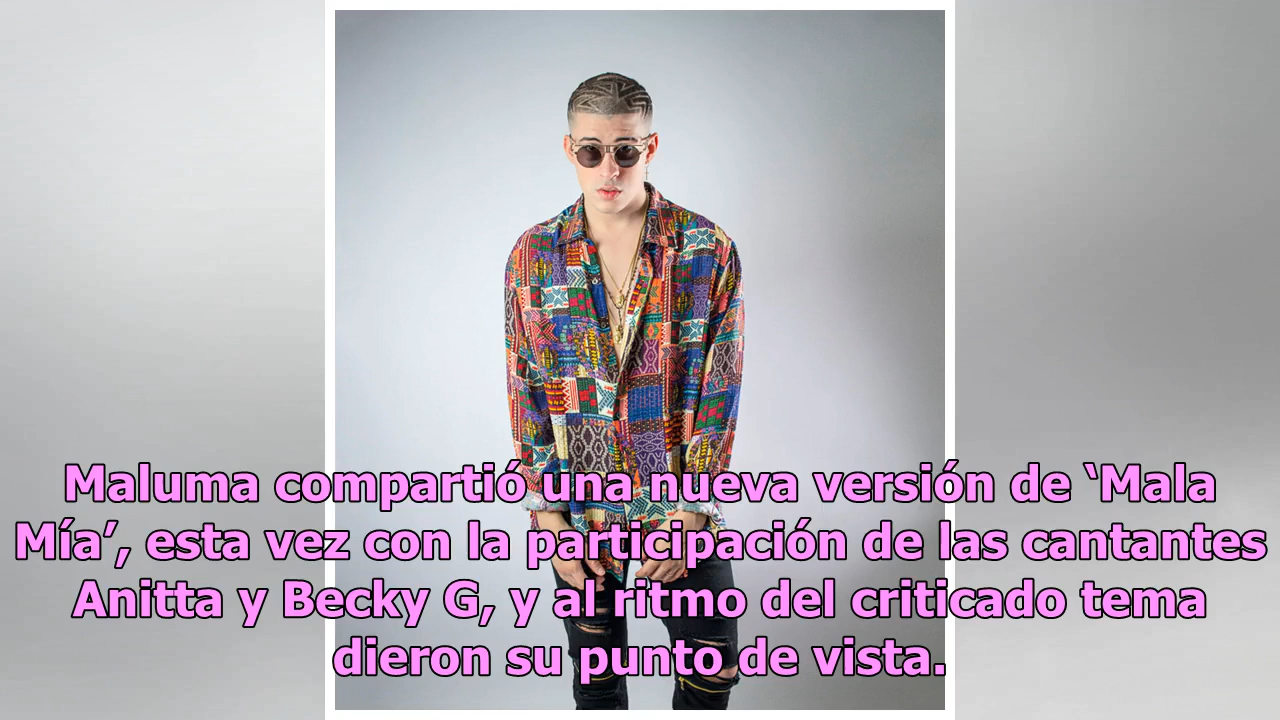 Maluma compartió una nueva versión de ‘Mala
Mía’, esta vez con la participación de las cantantes
Anitta y Becky G, y al ritmo del criticado tema
dieron su punto de vista.